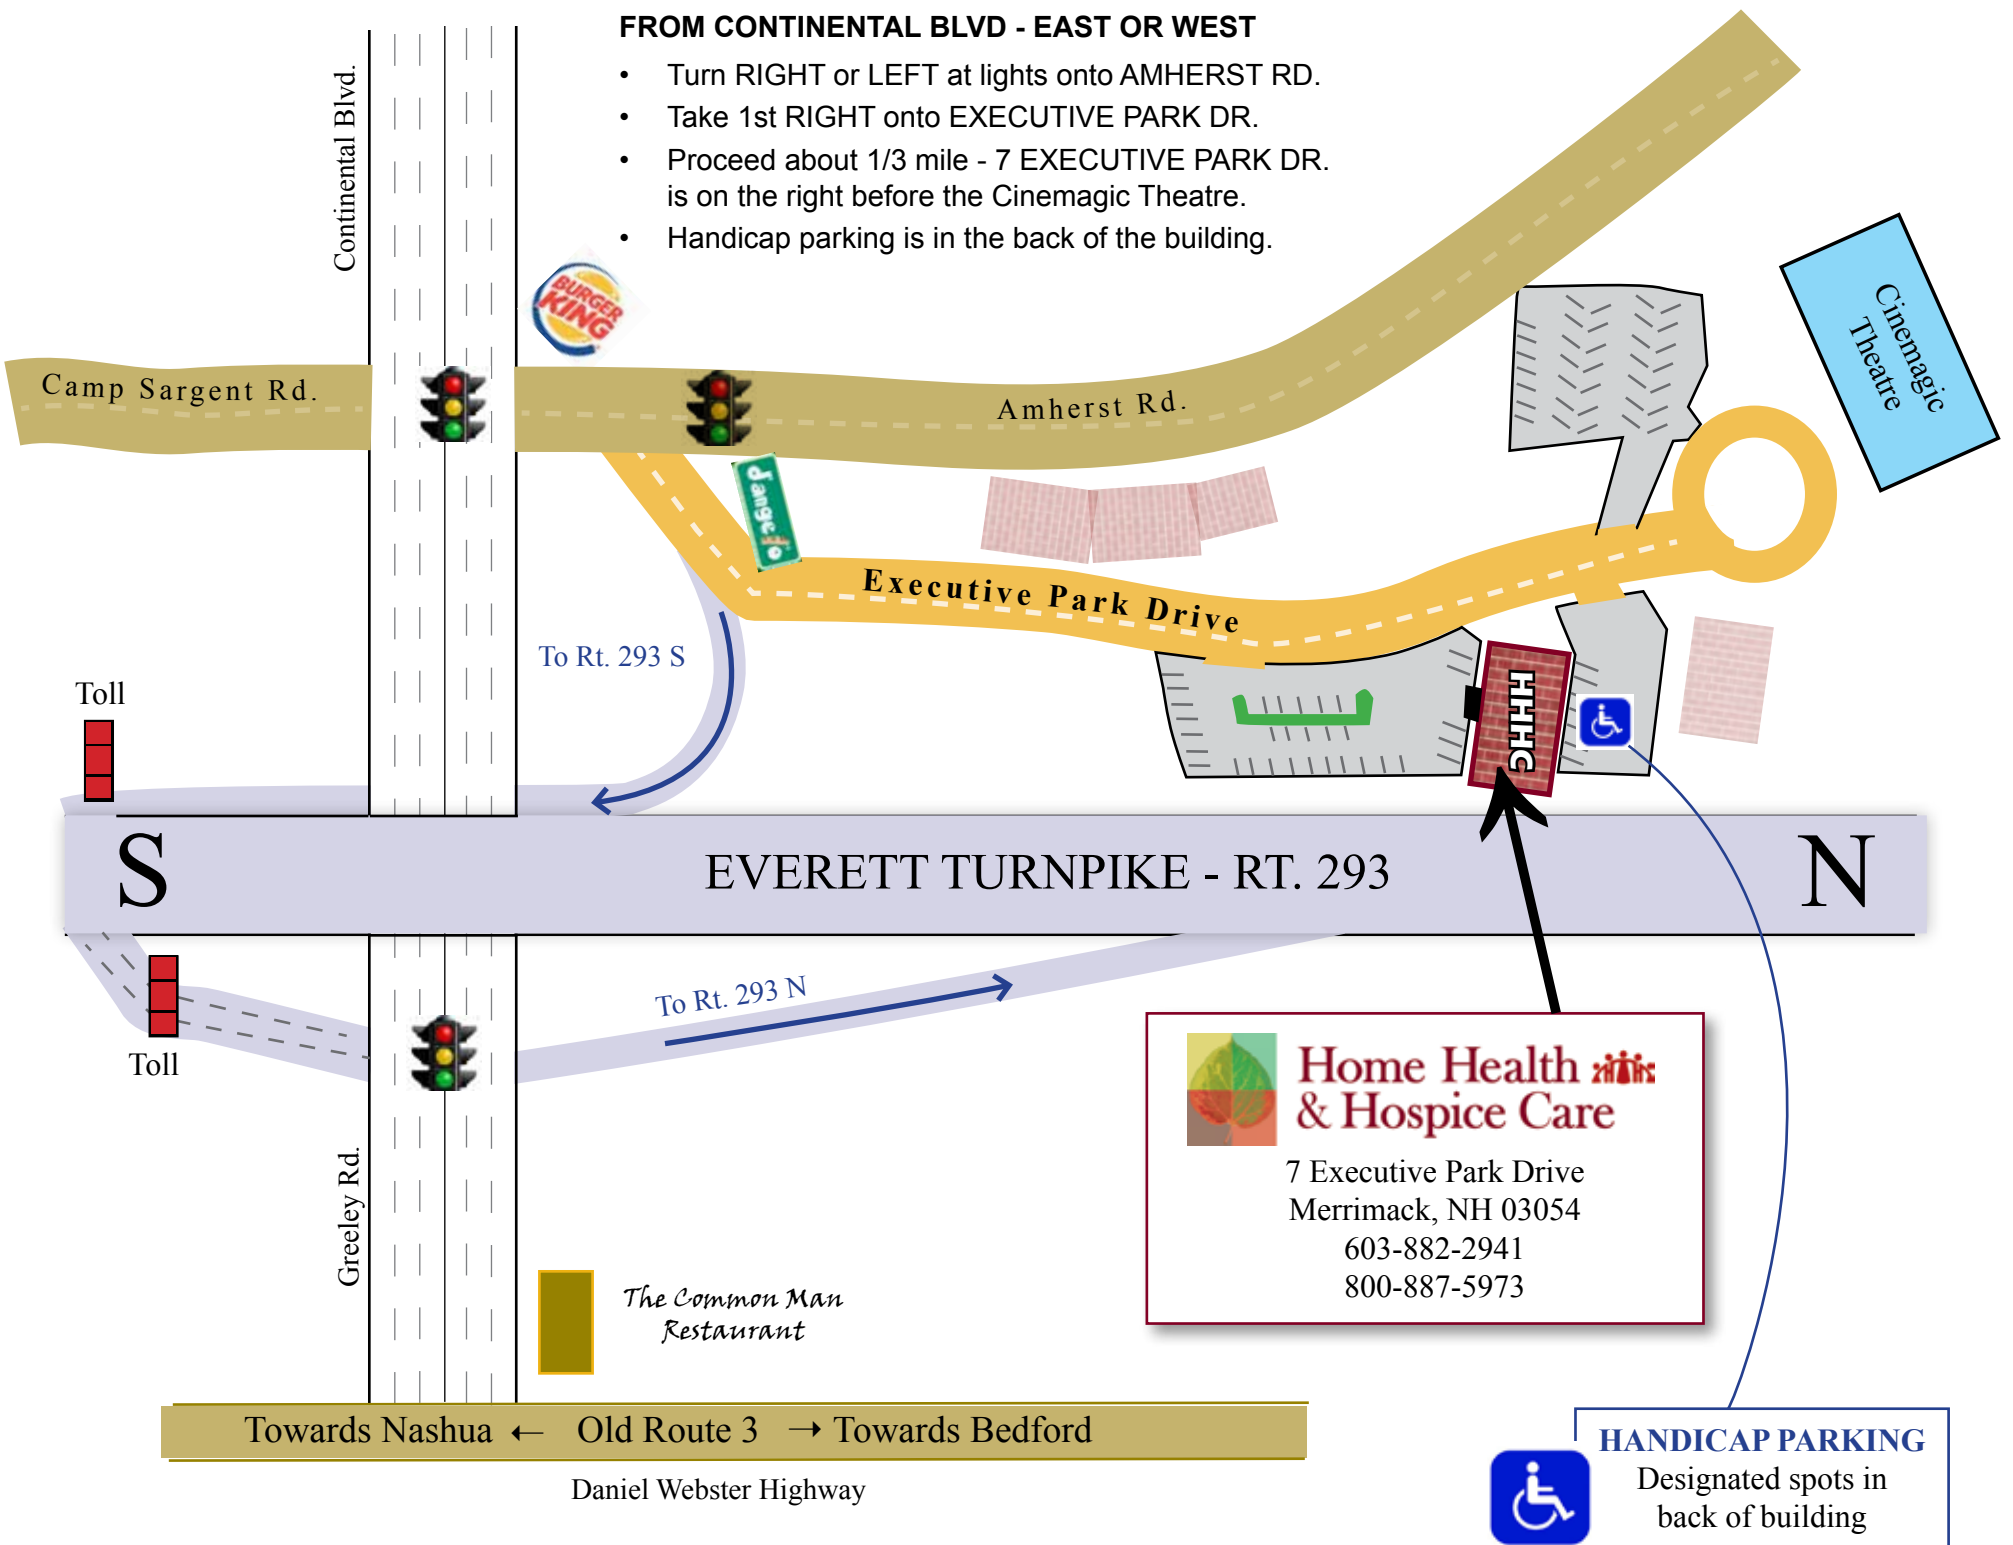 FROM CONTINENTAL BLVD - EAST OR WEST
• Turn RIGHT or LEFT at lights onto AMHERST RD.
• Take 1st RIGHT onto EXECUTIVE PARK DR.
• Proceed about 1/3 mile - 7 EXECUTIVE PARK DR.
is on the right before the Cinemagic Theatre.
• Handicap parking is in the back of the building.
Continental Blvd.
BURGER
KING
Cinemagic
Theatre
Camp Sargent Rd.
Amherst Rd.
dangelo
Executive Park Drive
To Rt. 293 S
Toll
HHHC
S
EVERETT TURNPIKE - RT. 293
N
To Rt. 293 N
Toll
Home Health
& Hospice Care
7 Executive Park Drive
Merrimack, NH 03054
603-882-2941
800-887-5973
Greeley Rd.
The Common Man
Restaurant
Towards Nashua ← Old Route 3 → Towards Bedford
Daniel Webster Highway
HANDICAP PARKING
Designated spots in
back of building